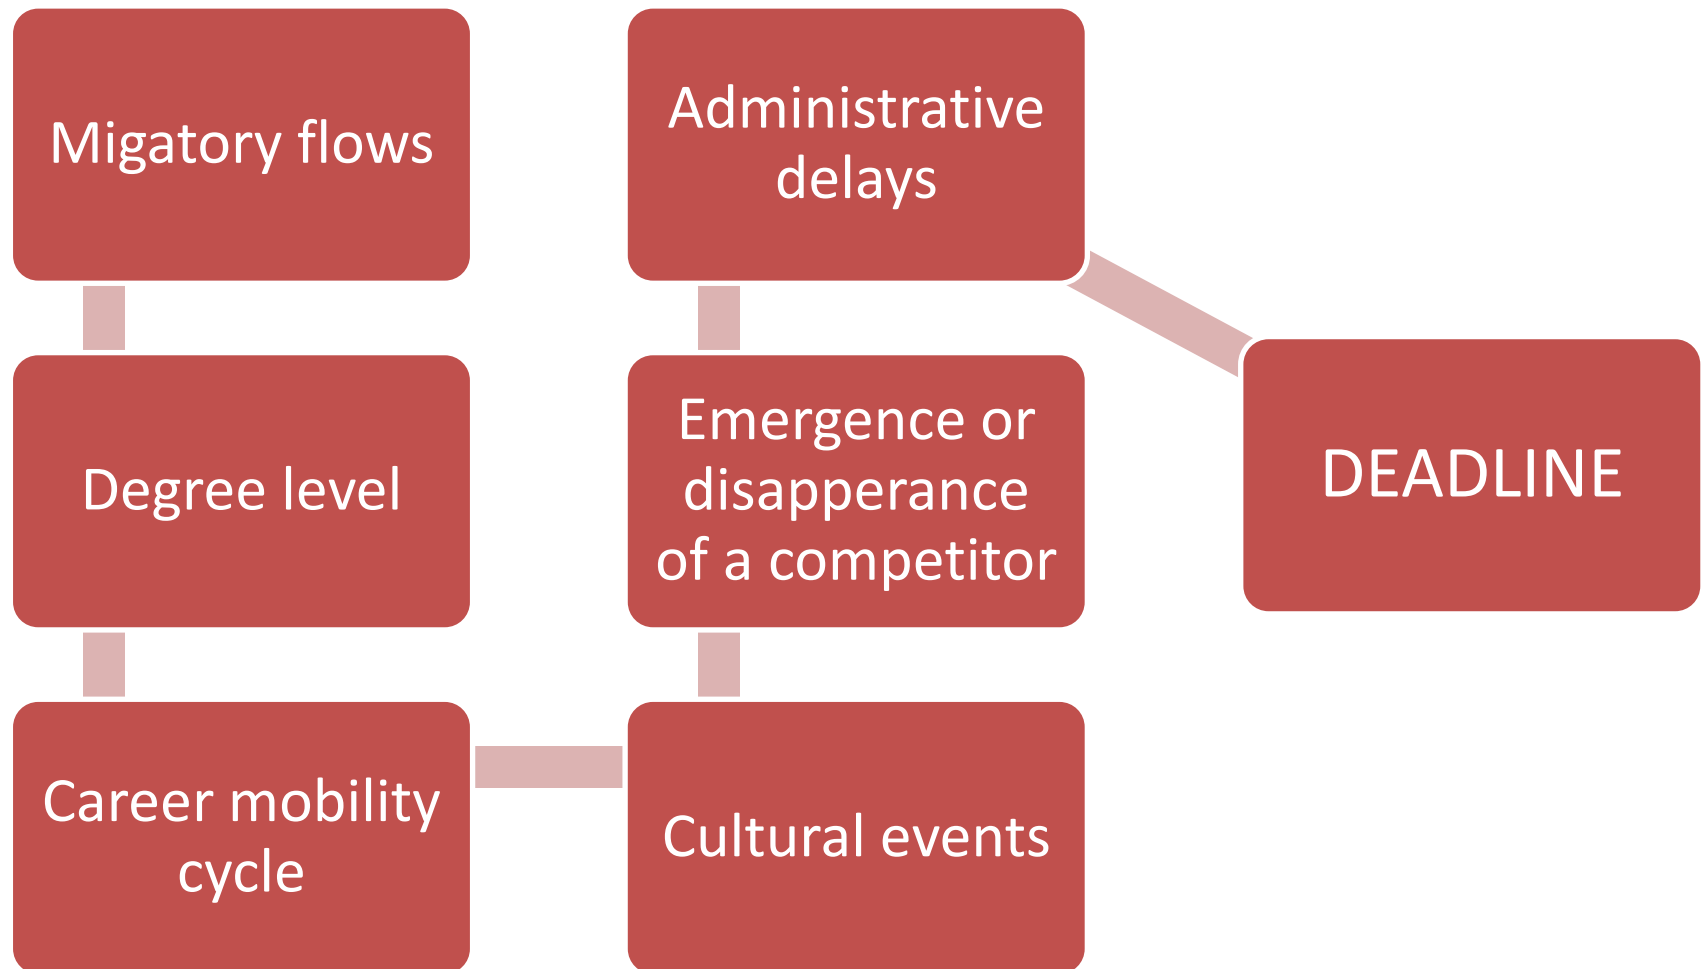 Migatory flows
Degree level
Career mobility
cycle
Cultural events
Emergence or
disapperance
of a competitor
Administrative
delays
DEADLINE